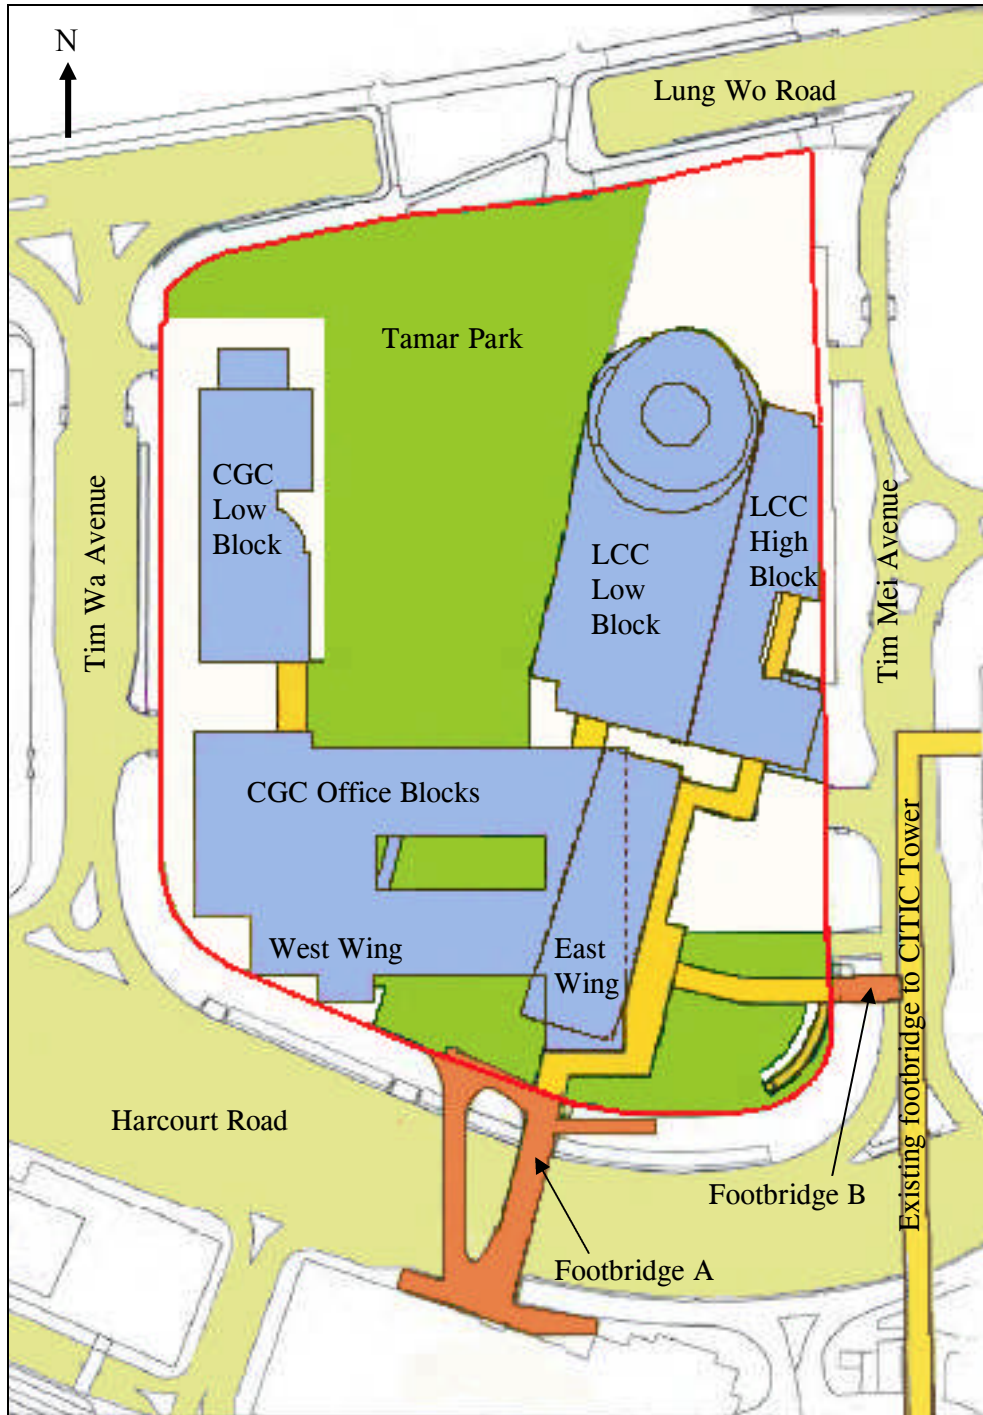 N
Lung Wo Road
Tamar Park
CGC
Low
Block
LCC
High
Block
LCC
Low
Block
Tim Wa Avenue
Tim Mei Avenue
CGC Office Blocks
West Wing
East
Wing
Existing footbridge to CITIC Tower
Harcourt Road
Footbridge B
Footbridge A